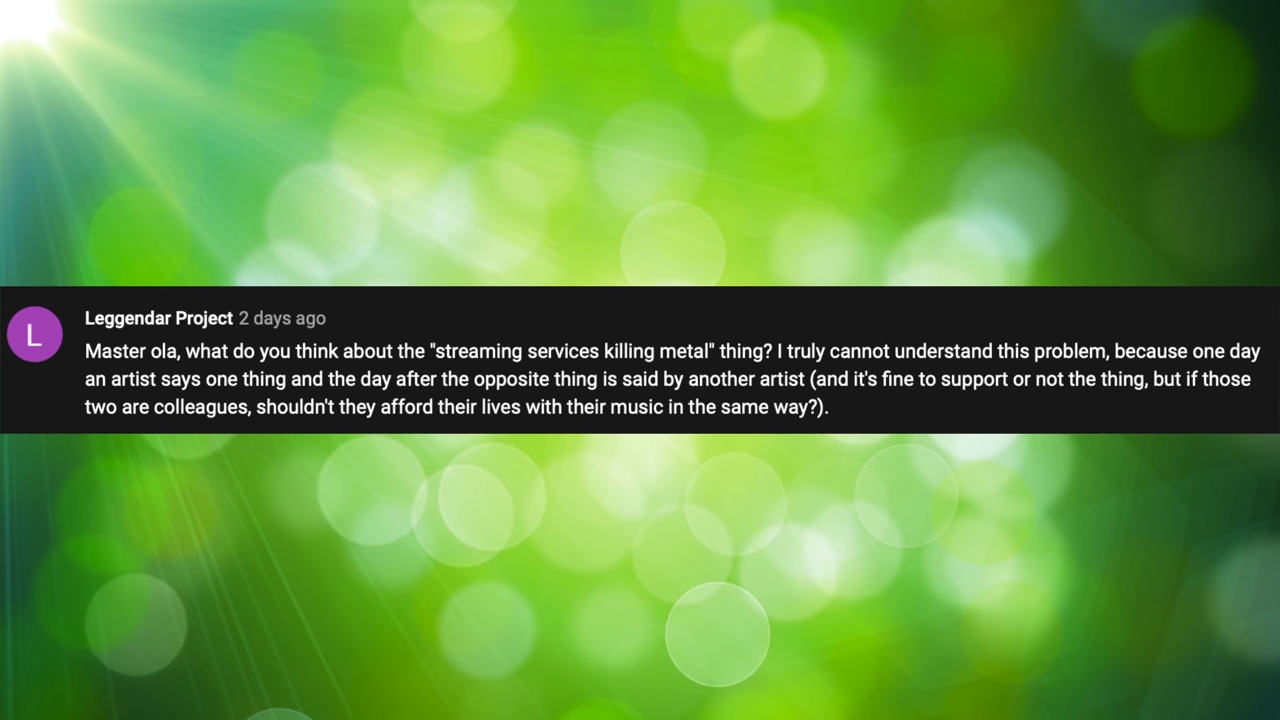 L
Leggendar Project 2 days ago
Master ola, what do you think about the "streaming services killing metal" thing? I truly cannot understand this problem, because one day
an artist says one thing and the day after the opposite thing is said by another artist (and it's fine to support or not the thing, but if those
two are colleagues, shouldn't they afford their lives with their music in the same way?).